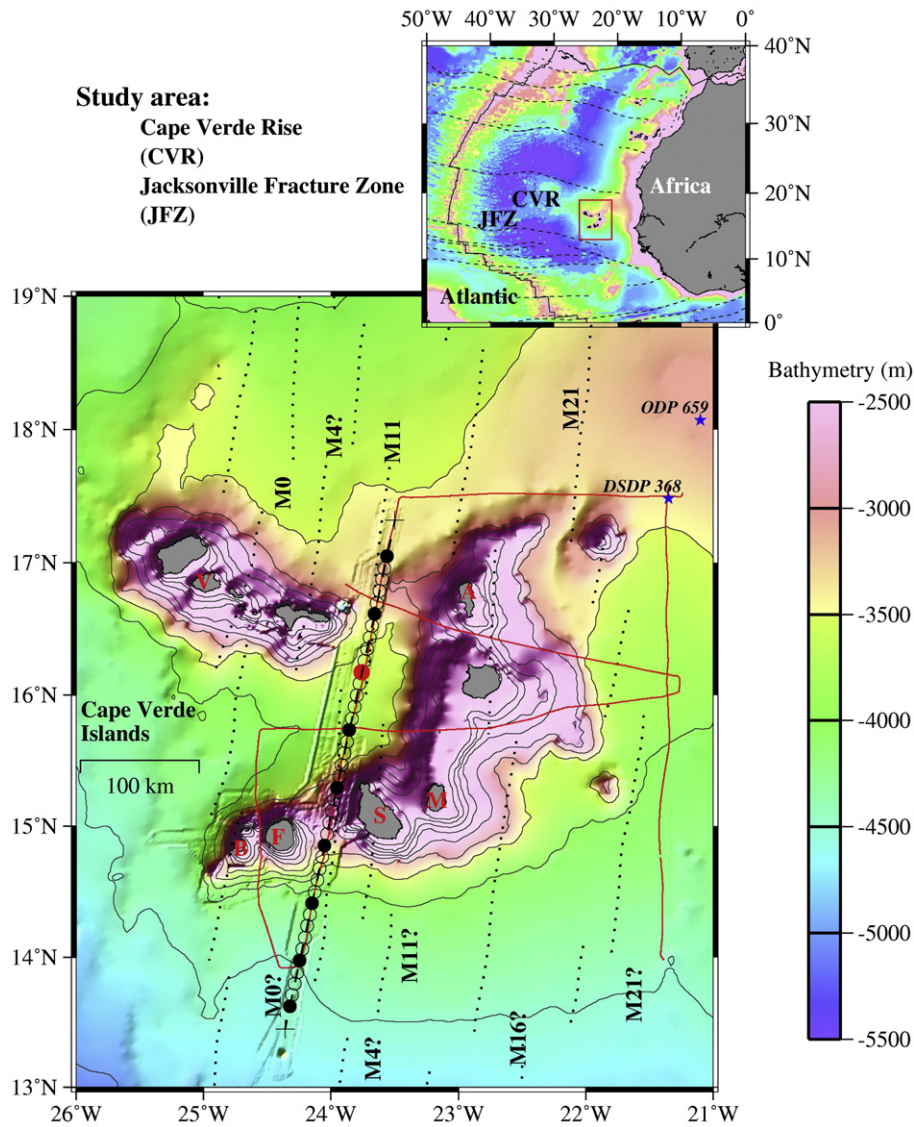 50˚W 40˚W 30˚W 20˚W 10˚W 0˚
40˚N
30˚N
20˚N
10˚N
0˚
Africa
CVR
JFZ
Atlantic
Study area:
Cape Verde Rise
(CVR)
Jacksonville Fracture Zone
(JFZ)
19˚N
18˚N
17˚N
16˚N
15˚N
14˚N
13˚N
26˚W 25˚W 24˚W 23˚W 22˚W 21˚W
M0
M4?
M11
M21
ODP 659
DSDP 368
V
A
Cape Verde
Islands
100 km
B
F
S
M
M0?
M4?
M11?
M16?
M21?
Bathymetry (m)
-2500
-3000
-3500
-4000
-4500
-5000
-5500